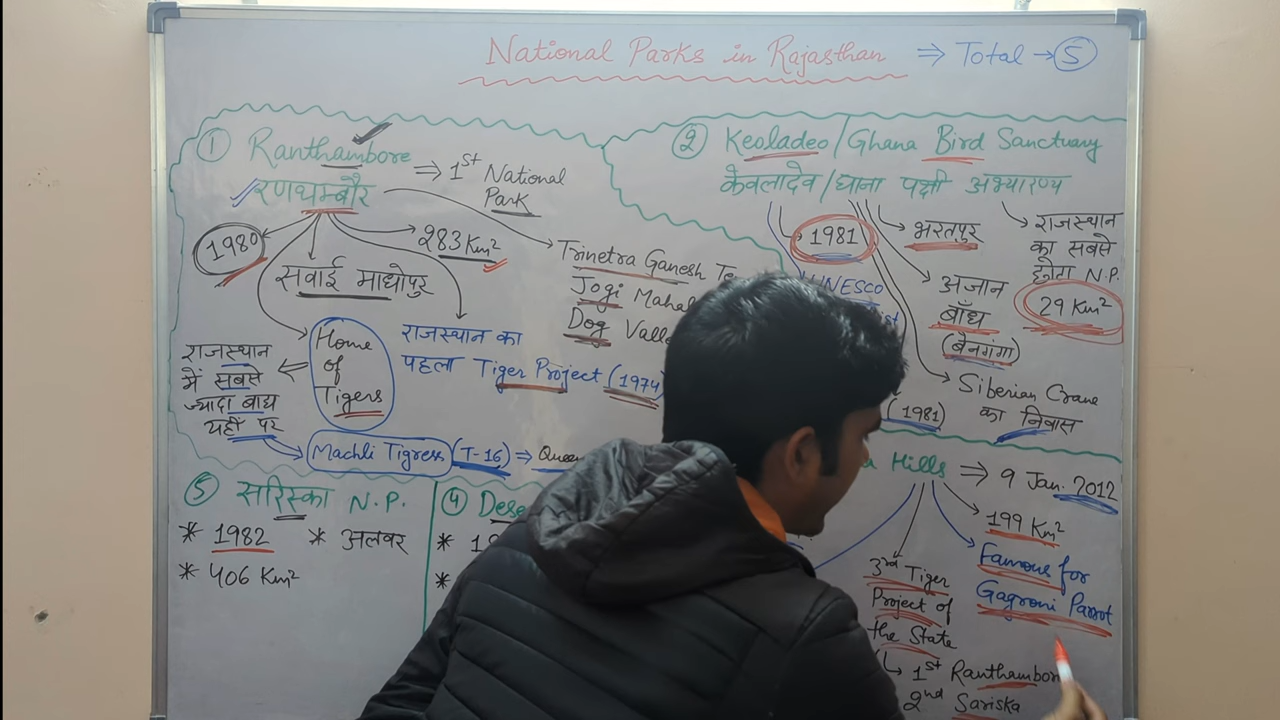 National Parks in Rajasthan ⇒ Total → 5
① Ranthambore
रणथम्बौर
⇒ 1st National
Park
1980
283 Km²
सवाई माधोपुर
Trinetra Ganesh Te
Jogi Mahal
Dog Valle
Home
of
Tigers
राजस्थान का
पहला Tiger Project (1974
राजस्थान
में सबसे
ज्यादा बाघ
यहीं पर
Machli Tigress (T-16) ⇒ Queen
② Keoladeo/Ghana Bird Sanctuary
केवलादेव/घाना पक्षी अभ्यारण्य
1981
UNESCO
(1981)
भरतपुर
अजान
बाँध
(बेनगंगा)
Siberian Crane
का निवास
राजस्थान
का सबसे
छोटा N.P.
29 Km²
a Hills ⇒ 9 Jan. 2012
199 Km²
Famous for
Gagroni Parrot
3rd Tiger
Project of
the State
↳ 1st Ranthambor
2nd Sariska
④ Dese
* 19
*
⑤ सरिस्का N.P.
* 1982 * अलवर
* 406 Km²